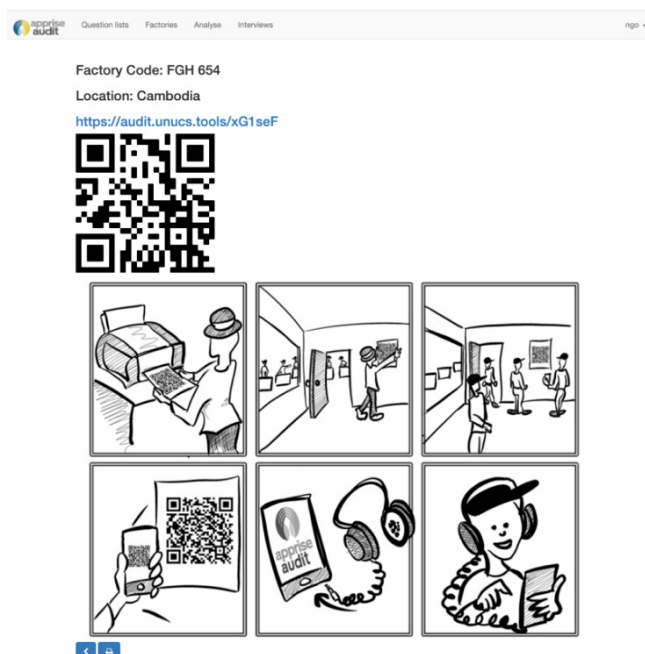 apprise
audit
Question lists Factories Analyse Interviews ngo
Factory Code: FGH 654
Location: Cambodia
https://audit.unucs.tools/xG1seF
apprise
audit